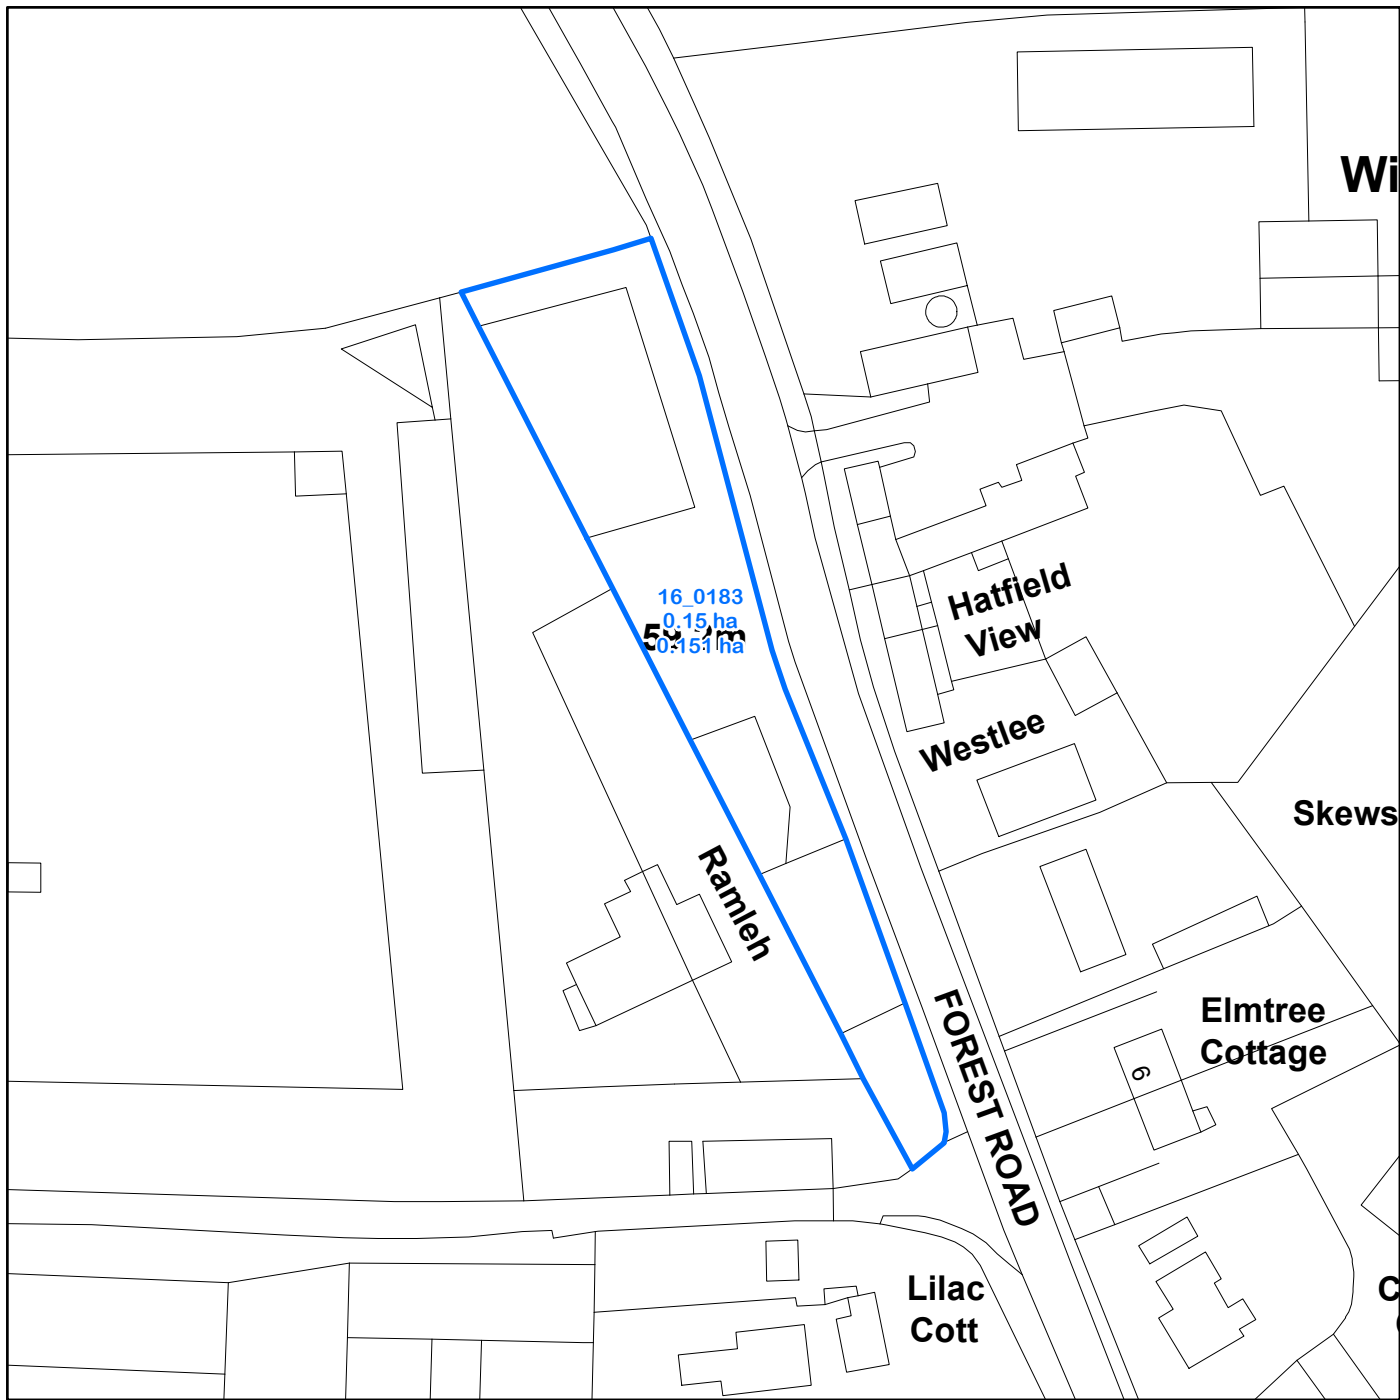 Wi
16_0183
0.15 ha
0.151 ha
Hatfield
View
Westlee
Skews
Ramleh
Elmtree
Cottage
6
FOREST ROAD
Lilac
Cott
C